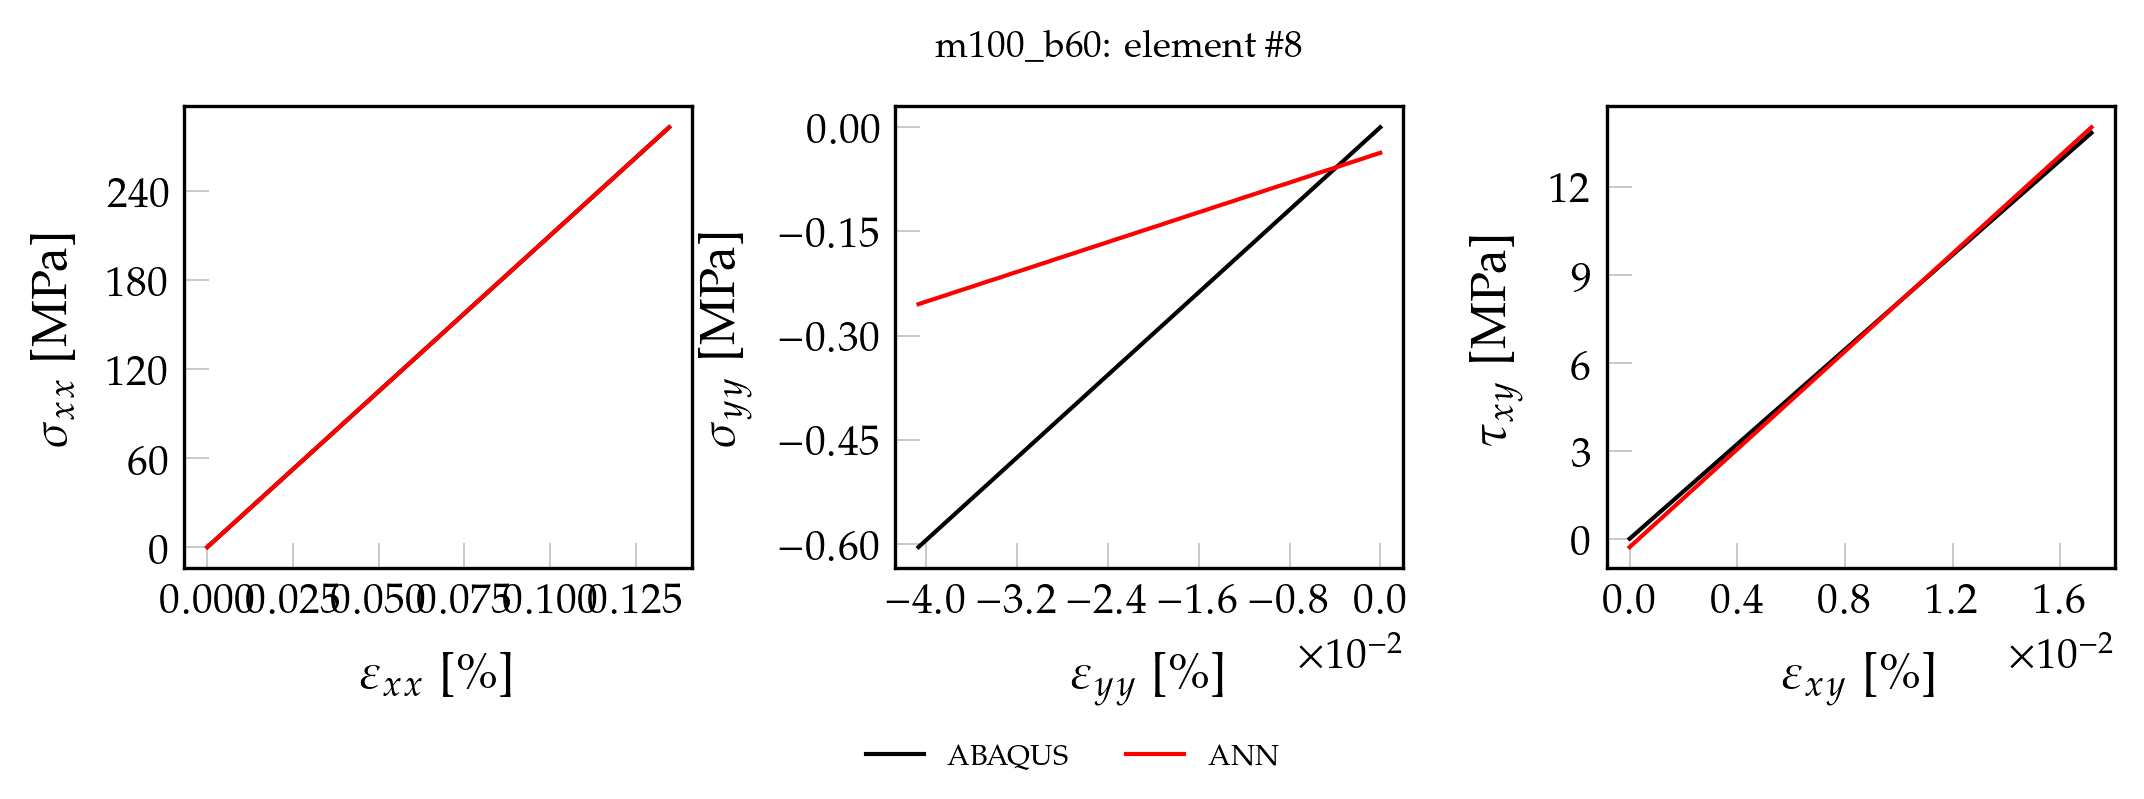 m100_b60: element #8
σxx [MPa]
240
180
120
60
0
0.000 0.025 0.050 0.075 0.100 0.125
εxx [%]
σyy [MPa]
0.00
−0.15
−0.30
−0.45
−0.60
−4.0 −3.2 −2.4 −1.6 −0.8 0.0
×10−2
εyy [%]
τxy [MPa]
12
9
6
3
0
0.0 0.4 0.8 1.2 1.6
×10−2
εxy [%]
ABAQUS ANN